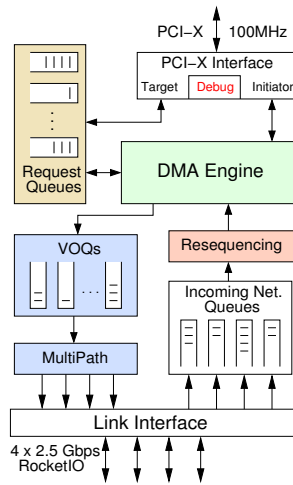 PCI−X 100MHz
PCI−X Interface
Target Debug Initiator
Request
Queues
DMA Engine
VOQs
Resequencing
Incoming Net.
Queues
MultiPath
Link Interface
4 x 2.5 Gbps
RocketIO